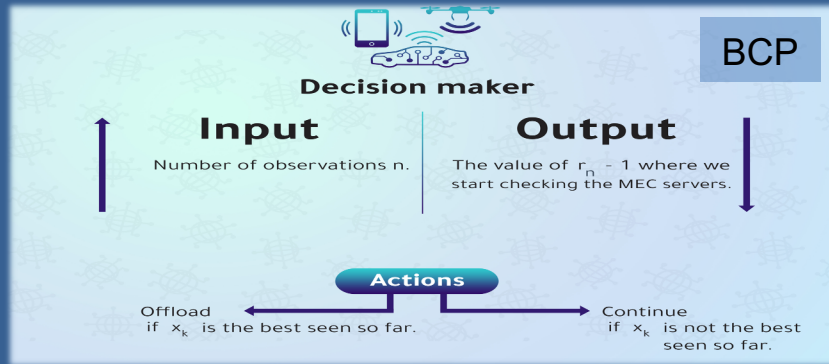 BCP
Decision maker
Input
Number of observations n.
Output
The value of r_n - 1 where we
start checking the MEC servers.
Actions
Offload
if x_k is the best seen so far.
Continue
if x_k is not the best
seen so far.